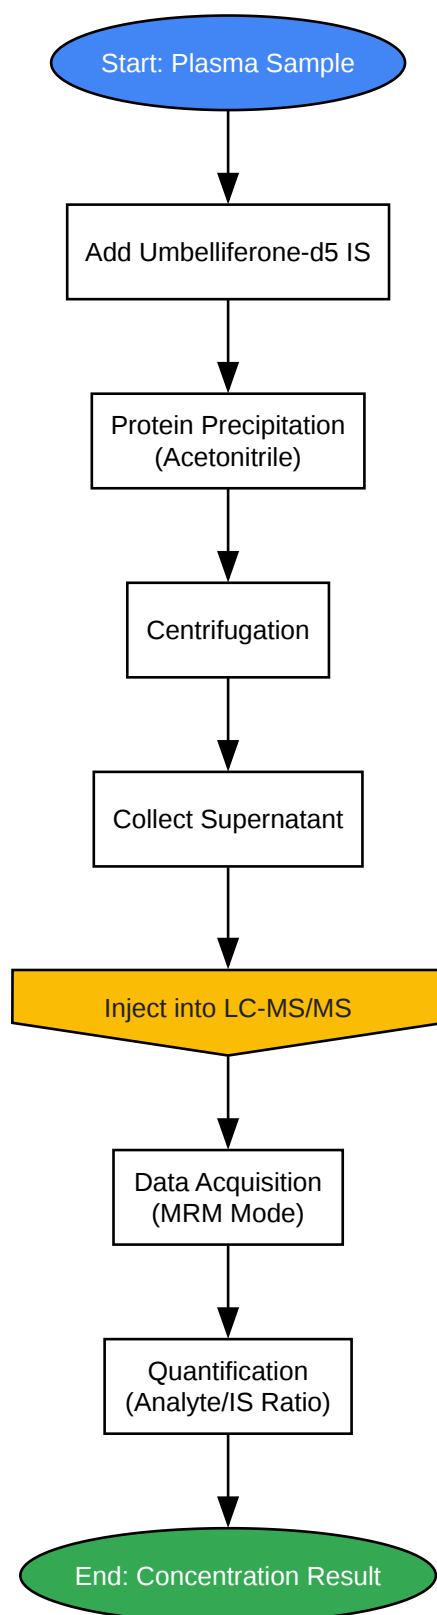 Start: Plasma Sample
Add Umbelliferone-d5 IS
Protein Precipitation
(Acetonitrile)
Centrifugation
Collect Supernatant
Inject into LC-MS/MS
Data Acquisition
(MRM Mode)
Quantification
(Analyte/IS Ratio)
End: Concentration Result